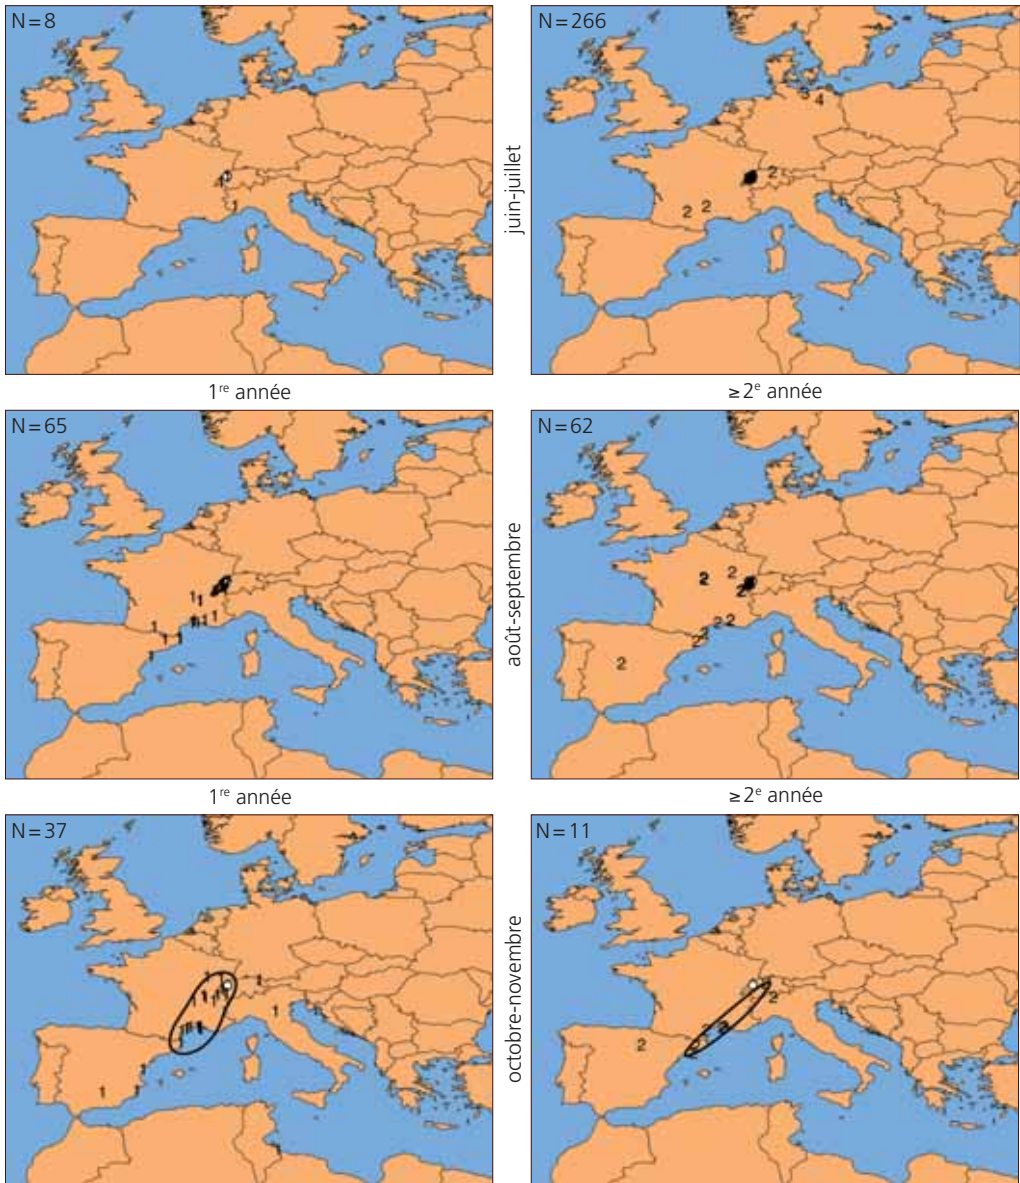 N=8
N=266
juin-juillet
1re année
≥2e année
N=65
N=62
août-septembre
1re année
≥2e année
N=37
N=11
octobre-novembre